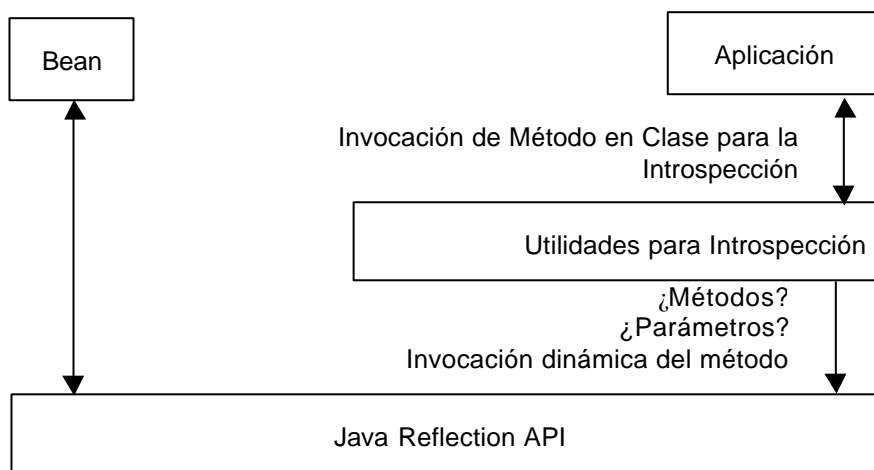 Bean
Aplicación
Invocación de Método en Clase para la
Introspección
Utilidades para Introspección
¿Métodos?
¿Parámetros?
Invocación dinámica del método
Java Reflection API